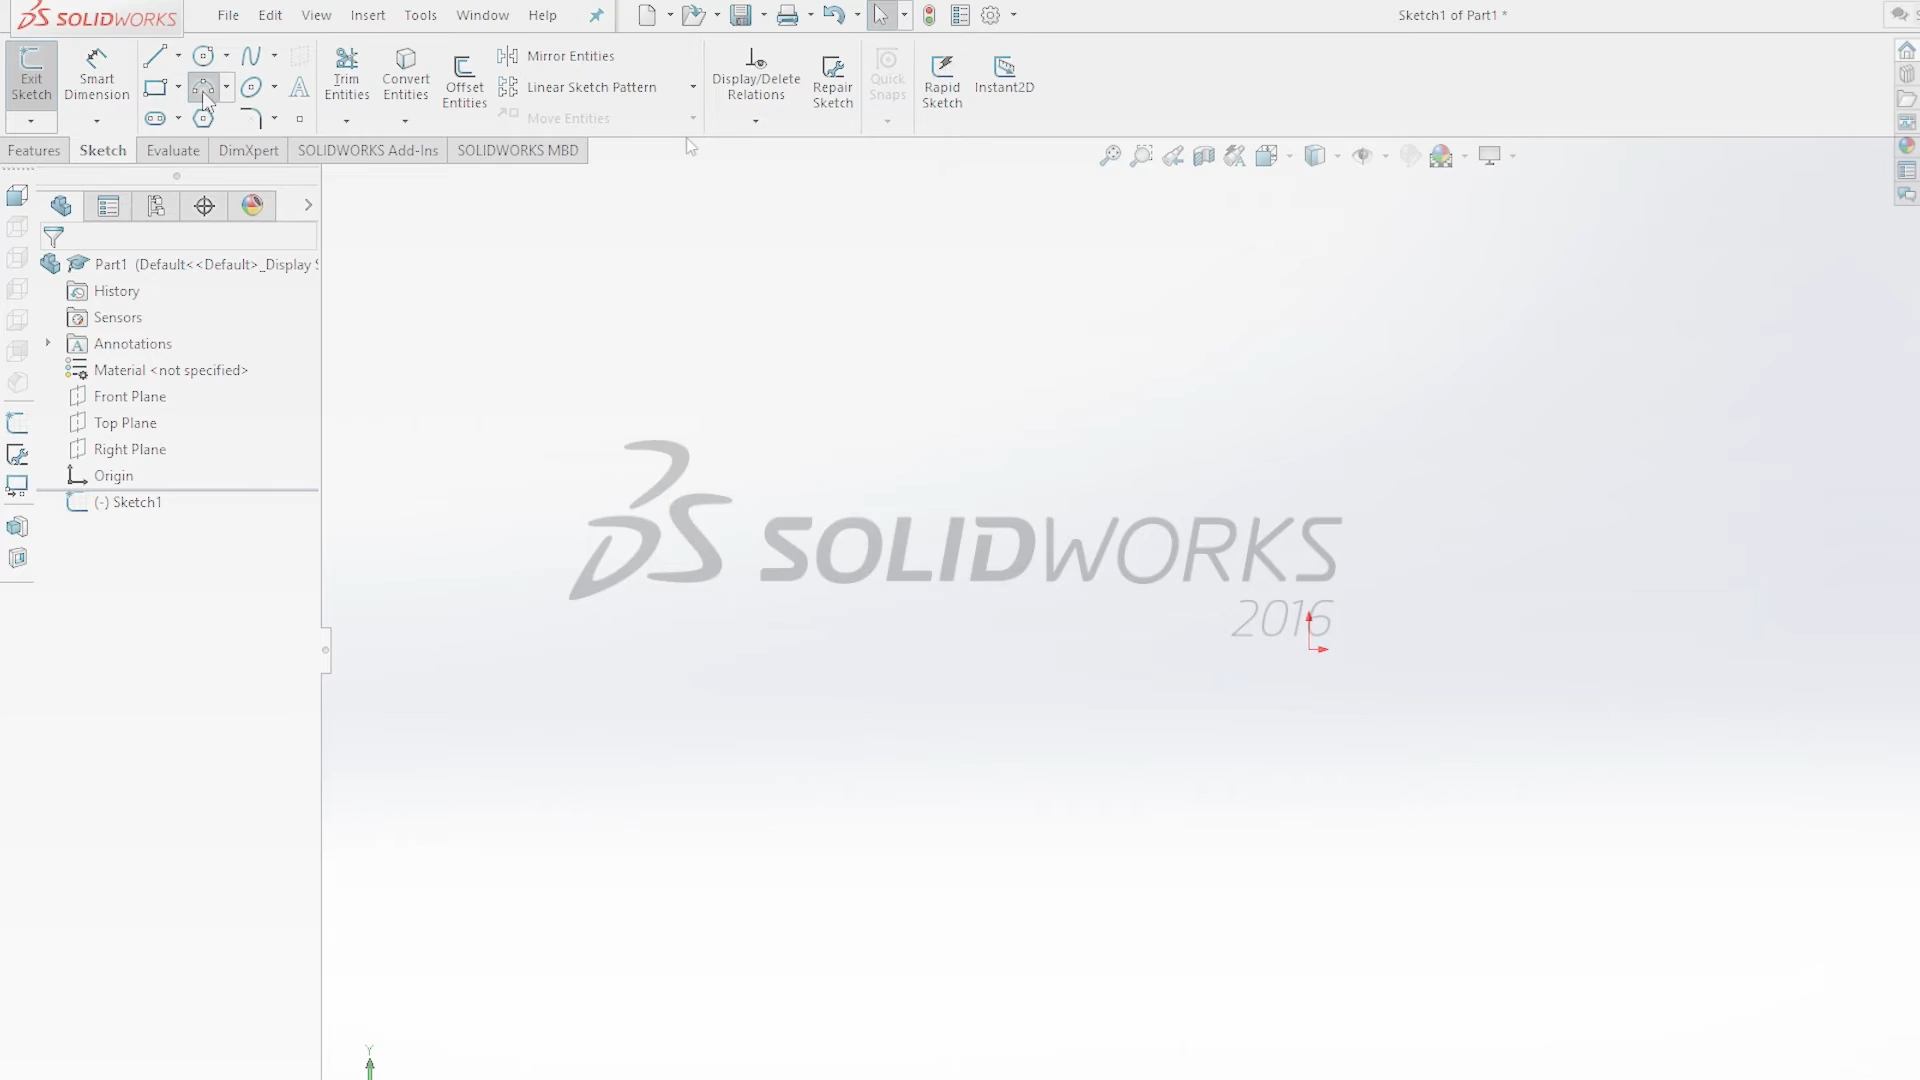 SOLIDWORKS File Edit View Insert Tools Window Help Sketch1 of Part1 *
Exit Sketch
Smart Dimension
Trim Entities
Convert Entities
Offset Entities
Mirror Entities
Linear Sketch Pattern
Move Entities
Display/Delete Relations
Repair Sketch
Quick Snaps
Rapid Sketch
Instant2D
Features Sketch Evaluate DimXpert SOLIDWORKS Add-Ins SOLIDWORKS MBD
Part1 (Default<<Default>_Display S
History
Sensors
Annotations
Material <not specified>
Front Plane
Top Plane
Right Plane
Origin
(-) Sketch1
SOLIDWORKS
2016
Y